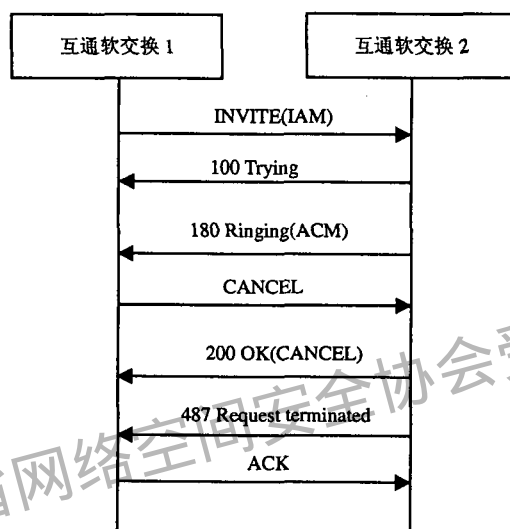 互通软交换 1
互通软交换 2
INVITE(IAM)
100 Trying
180 Ringing(ACM)
CANCEL
200 OK(CANCEL)
487 Request terminated
ACK
网络空间安全协会